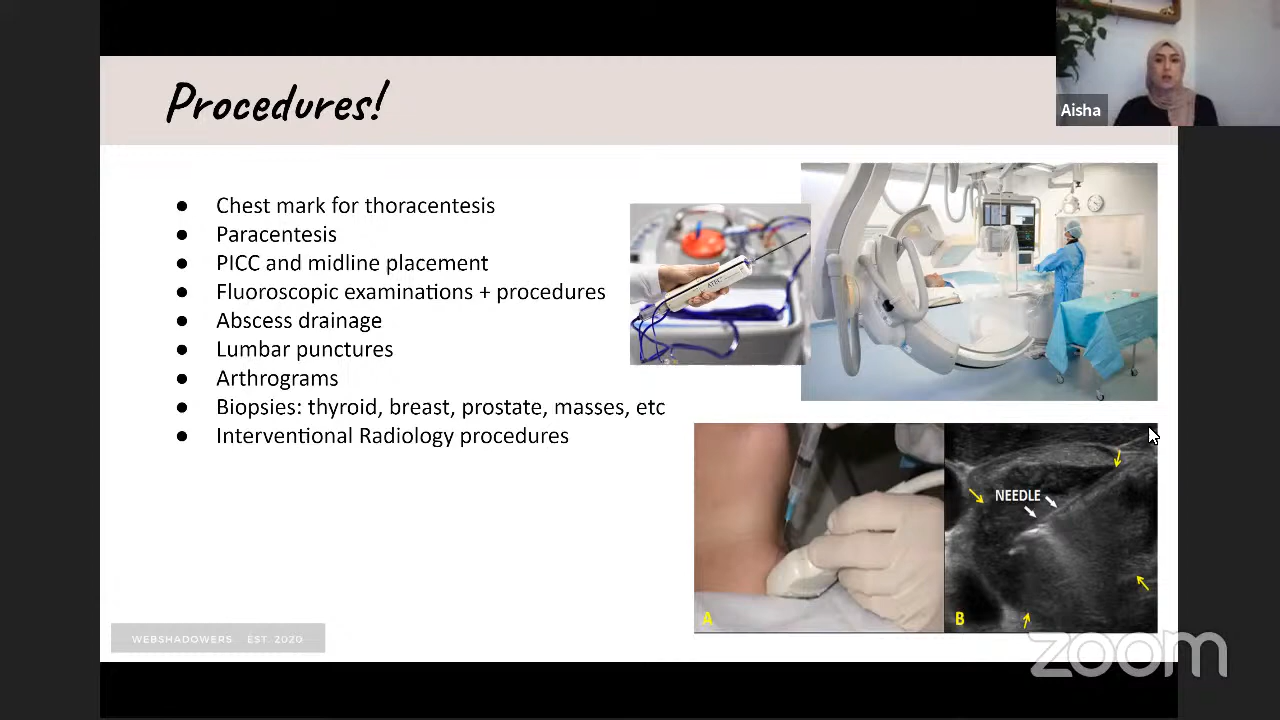 Procedures!
Aisha
● Chest mark for thoracentesis
● Paracentesis
● PICC and midline placement
● Fluoroscopic examinations + procedures
● Abscess drainage
● Lumbar punctures
● Arthrograms
● Biopsies: thyroid, breast, prostate, masses, etc
● Interventional Radiology procedures
ATEC
NEEDLE
A
B
WEBSHADOWERS EST. 2020
zoom